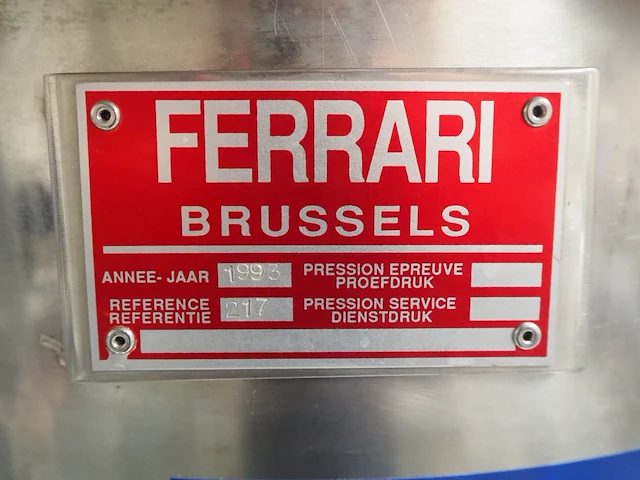 FERRARI
BRUSSELS
ANNEE- JAAR 1993
REFERENCE
REFERENTIE 217
PRESSION EPREUVE
PROEFDRUK
PRESSION SERVICE
DIENSTDRUK